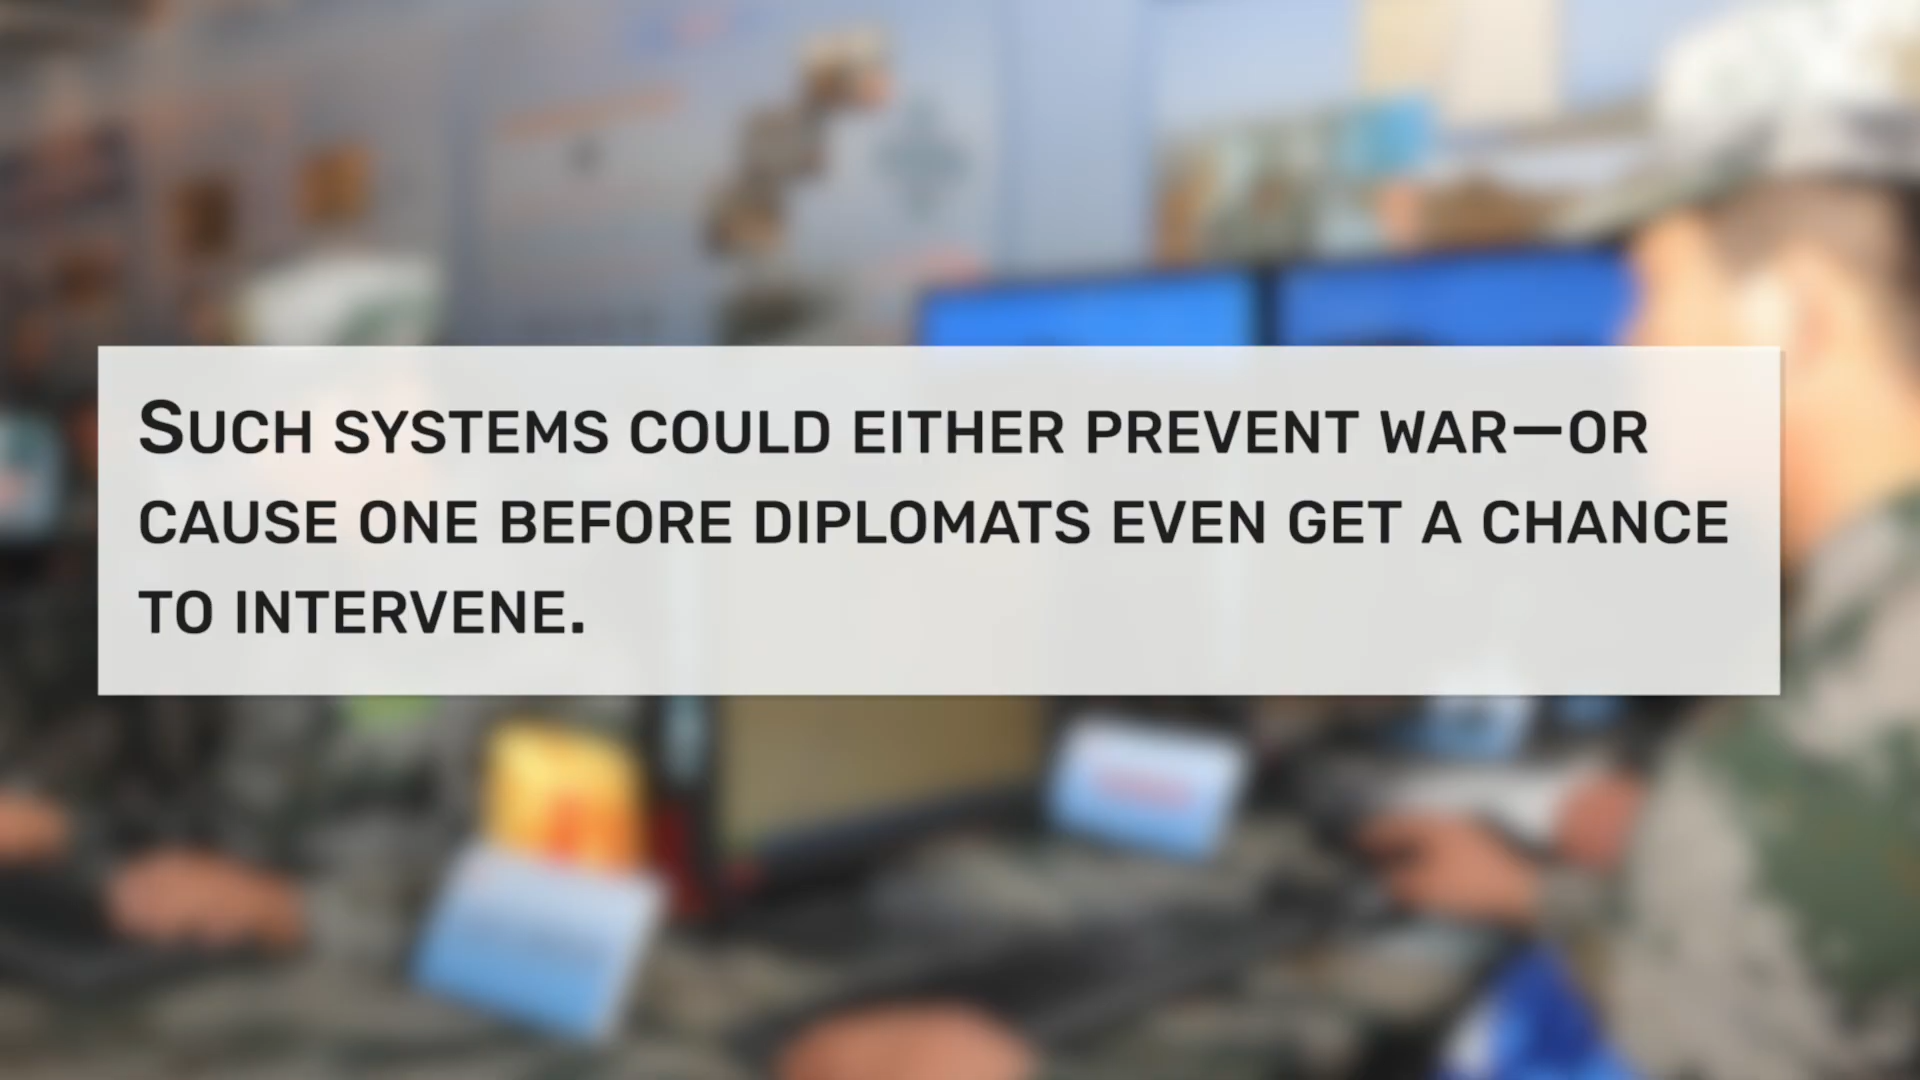 Such systems could either prevent war—or
cause one before diplomats even get a chance
to intervene.